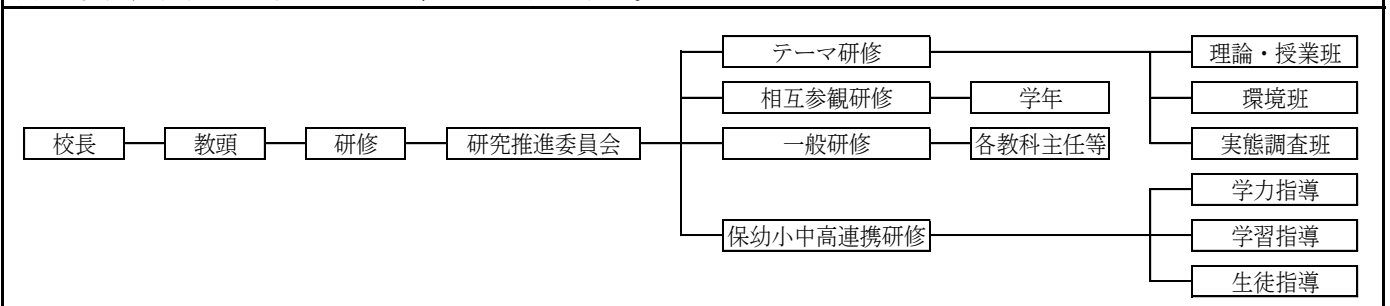 テーマ研修
理論・授業班
相互参観研修
学年
環境班
校長
教頭
研修
研究推進委員会
一般研修
各教科主任等
実態調査班
学力指導
保幼小中高連携研修
学習指導
生徒指導